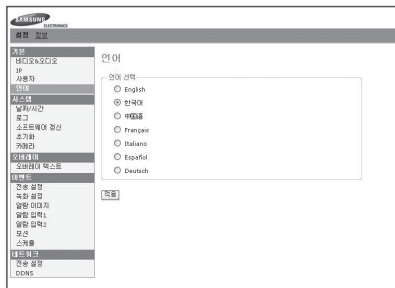 SAMSUNG
ELECTRONICS
설정 정보
기본
비디오&오디오
IP
사용자
언어
시스템
날짜/시간
로그
소프트웨어 갱신
초기화
카메라
오버레이
오버레이 텍스트
이벤트
전송 설정
녹화 설정
알람 이미지
알람 입력1
알람 입력2
모션
스케쥴
네트워크
전송 설정
DDNS
언어
언어 선택
English
한국어
中国语
Français
Italiano
Español
Deutsch
적용